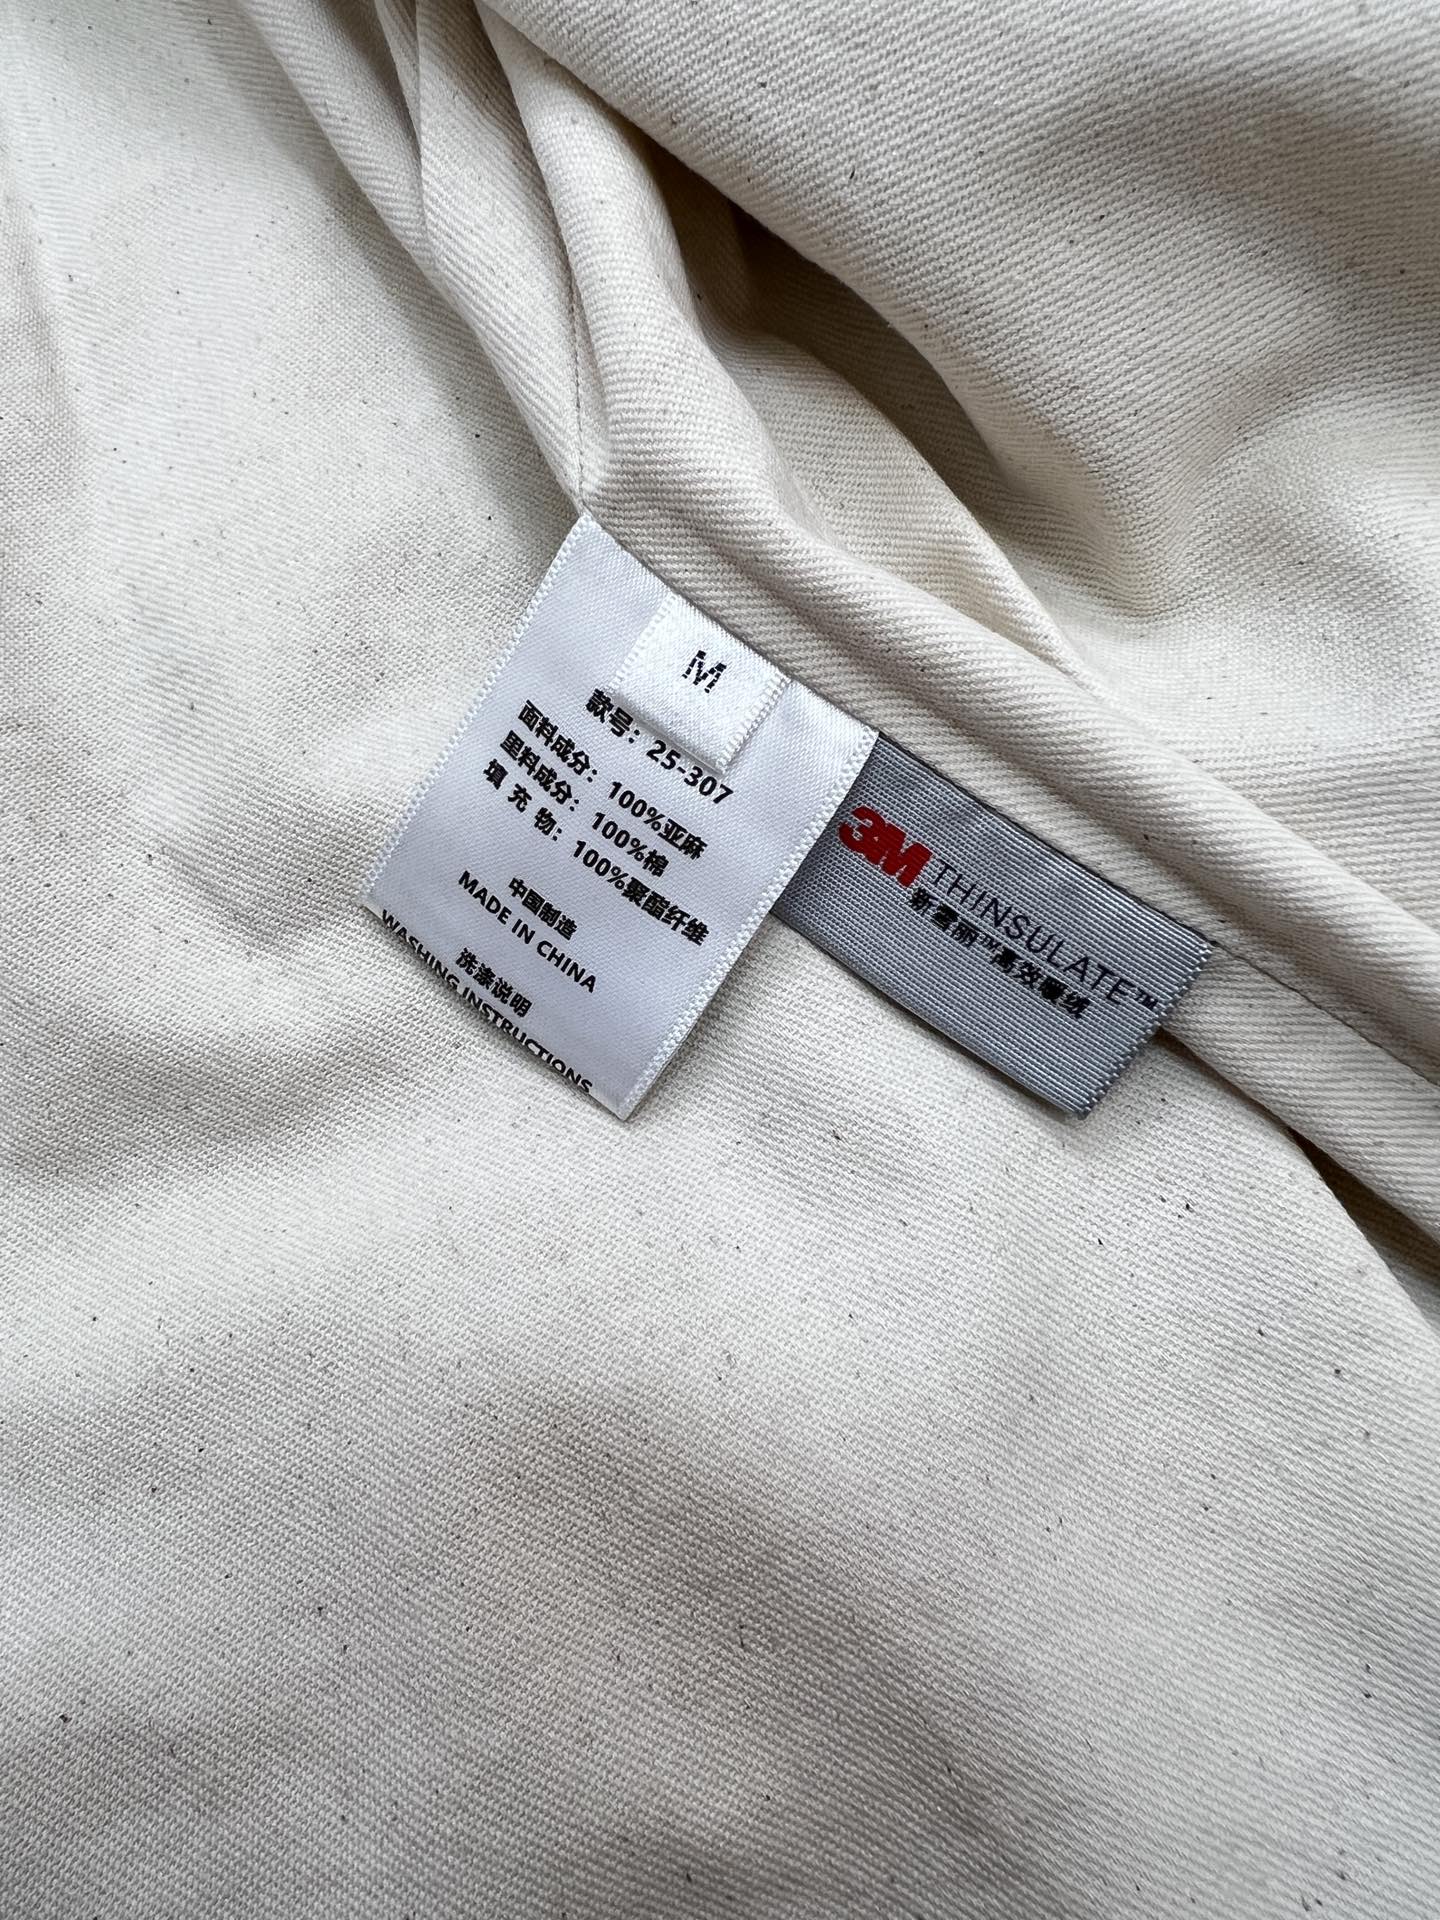 M
款号：25-307
面料成分：100%亚麻
里料成分：100%棉
填充物：100%聚酯纤维
中国制造
MADE IN CHINA
洗涤说明
WASHING INSTRUCTIONS
3M THINSULATE™
新雪丽™高效暖绒